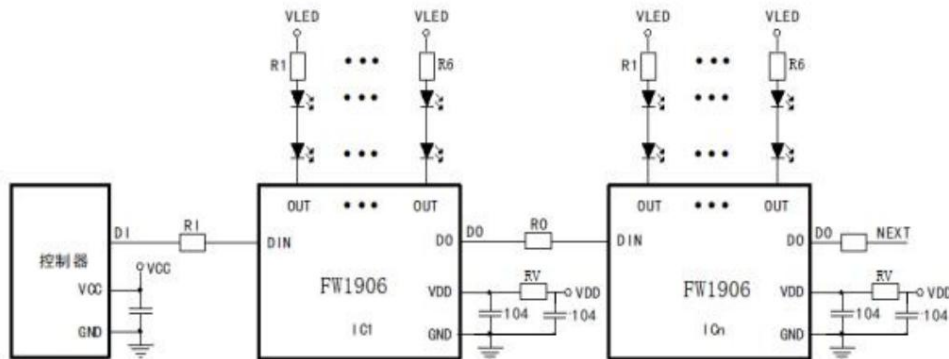 VLED VLED VLED VLED
R1 ••• R6 R1 ••• R6
••• •••
••• •••
OUT ••• OUT OUT ••• OUT
DI RI DIN DO DO RO DIN DO DO NEXT
控制器 VCC FW1906 VDD RV VDD FW1906 VDD RV VDD
VCC 104 104 104 104
GND IC1 GND ICn GND